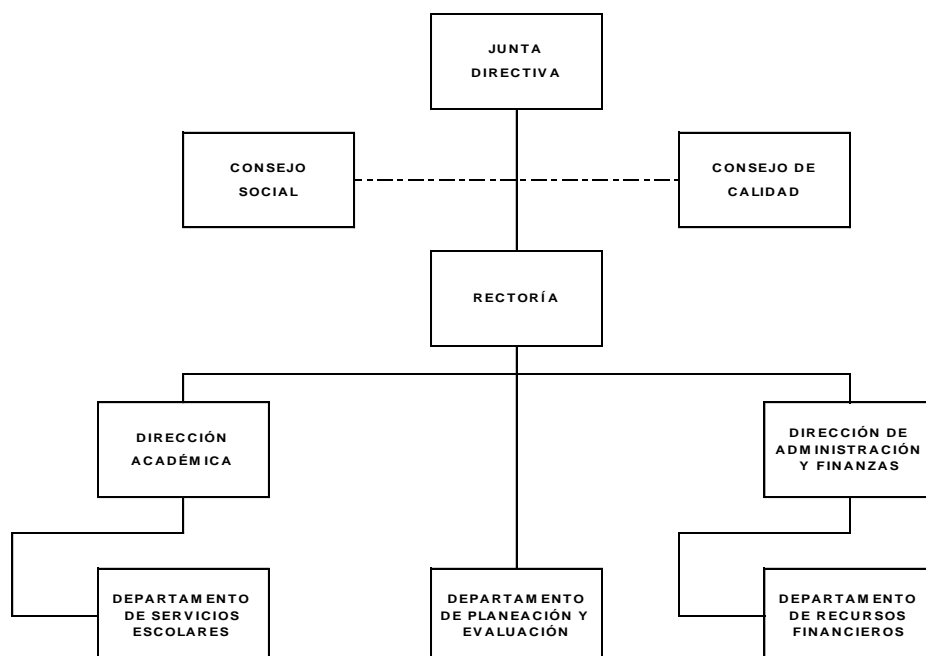 JUNTA
DIRECTIVA
CONSEJO
SOCIAL
CONSEJO DE
CALIDAD
RECTORÍA
DIRECCIÓN
ACADÉMICA
DIRECCIÓN DE
ADMINISTRACIÓN
Y FINANZAS
DEPARTAMENTO
DE SERVICIOS
ESCOLARES
DEPARTAMENTO
DE PLANEACIÓN Y
EVALUACIÓN
DEPARTAMENTO
DE RECURSOS
FINANCIEROS